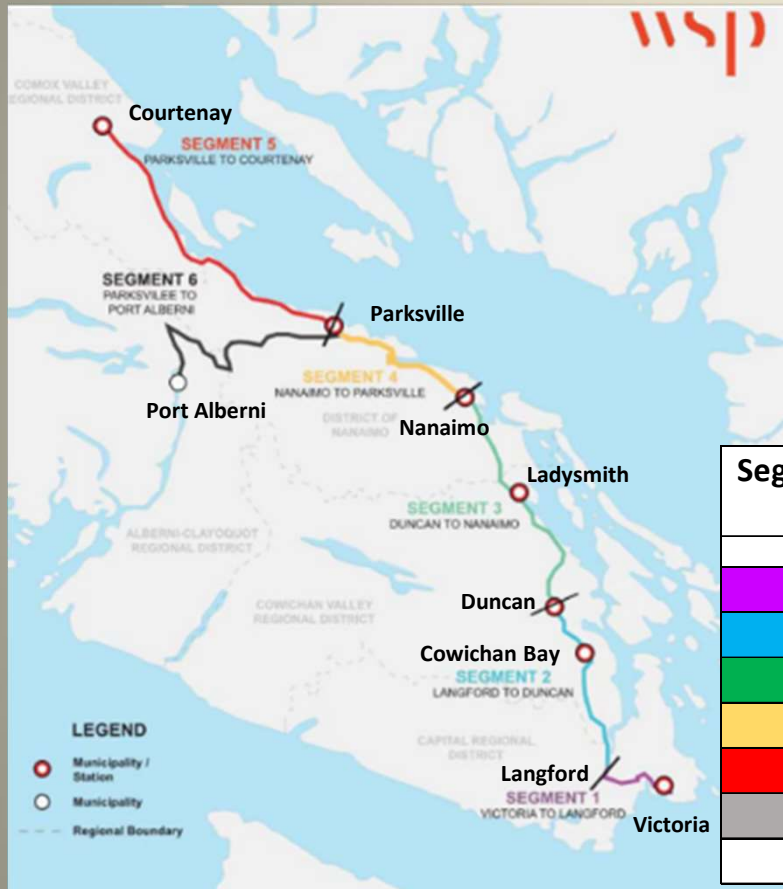 wsp
COMOX VALLEY
REGIONAL DISTRICT
Courtenay
SEGMENT 5
PARKSVILLE TO COURTENAY
SEGMENT 6
PARKSVILEE TO
PORT ALBERNI
Parksville
SEGMENT 4
NANAIMO TO PARKSVILLE
Port Alberni
DISTRICT OF
NANAIMO
Nanaimo
Ladysmith
Seg
SEGMENT 3
DUNCAN TO NANAIMO
ALBERNI-CLAYOQUOT
REGIONAL DISTRICT
COWICHAN VALLEY
REGIONAL DISTRICT
Duncan
Cowichan Bay
SEGMENT 2
LANGFORD TO DUNCAN
LEGEND
Municipality /
Station
Municipality
Regional Boundary
CAPITAL REGIONAL
DISTRICT
Langford
SEGMENT 1
VICTORIA TO LANGFORD
Victoria